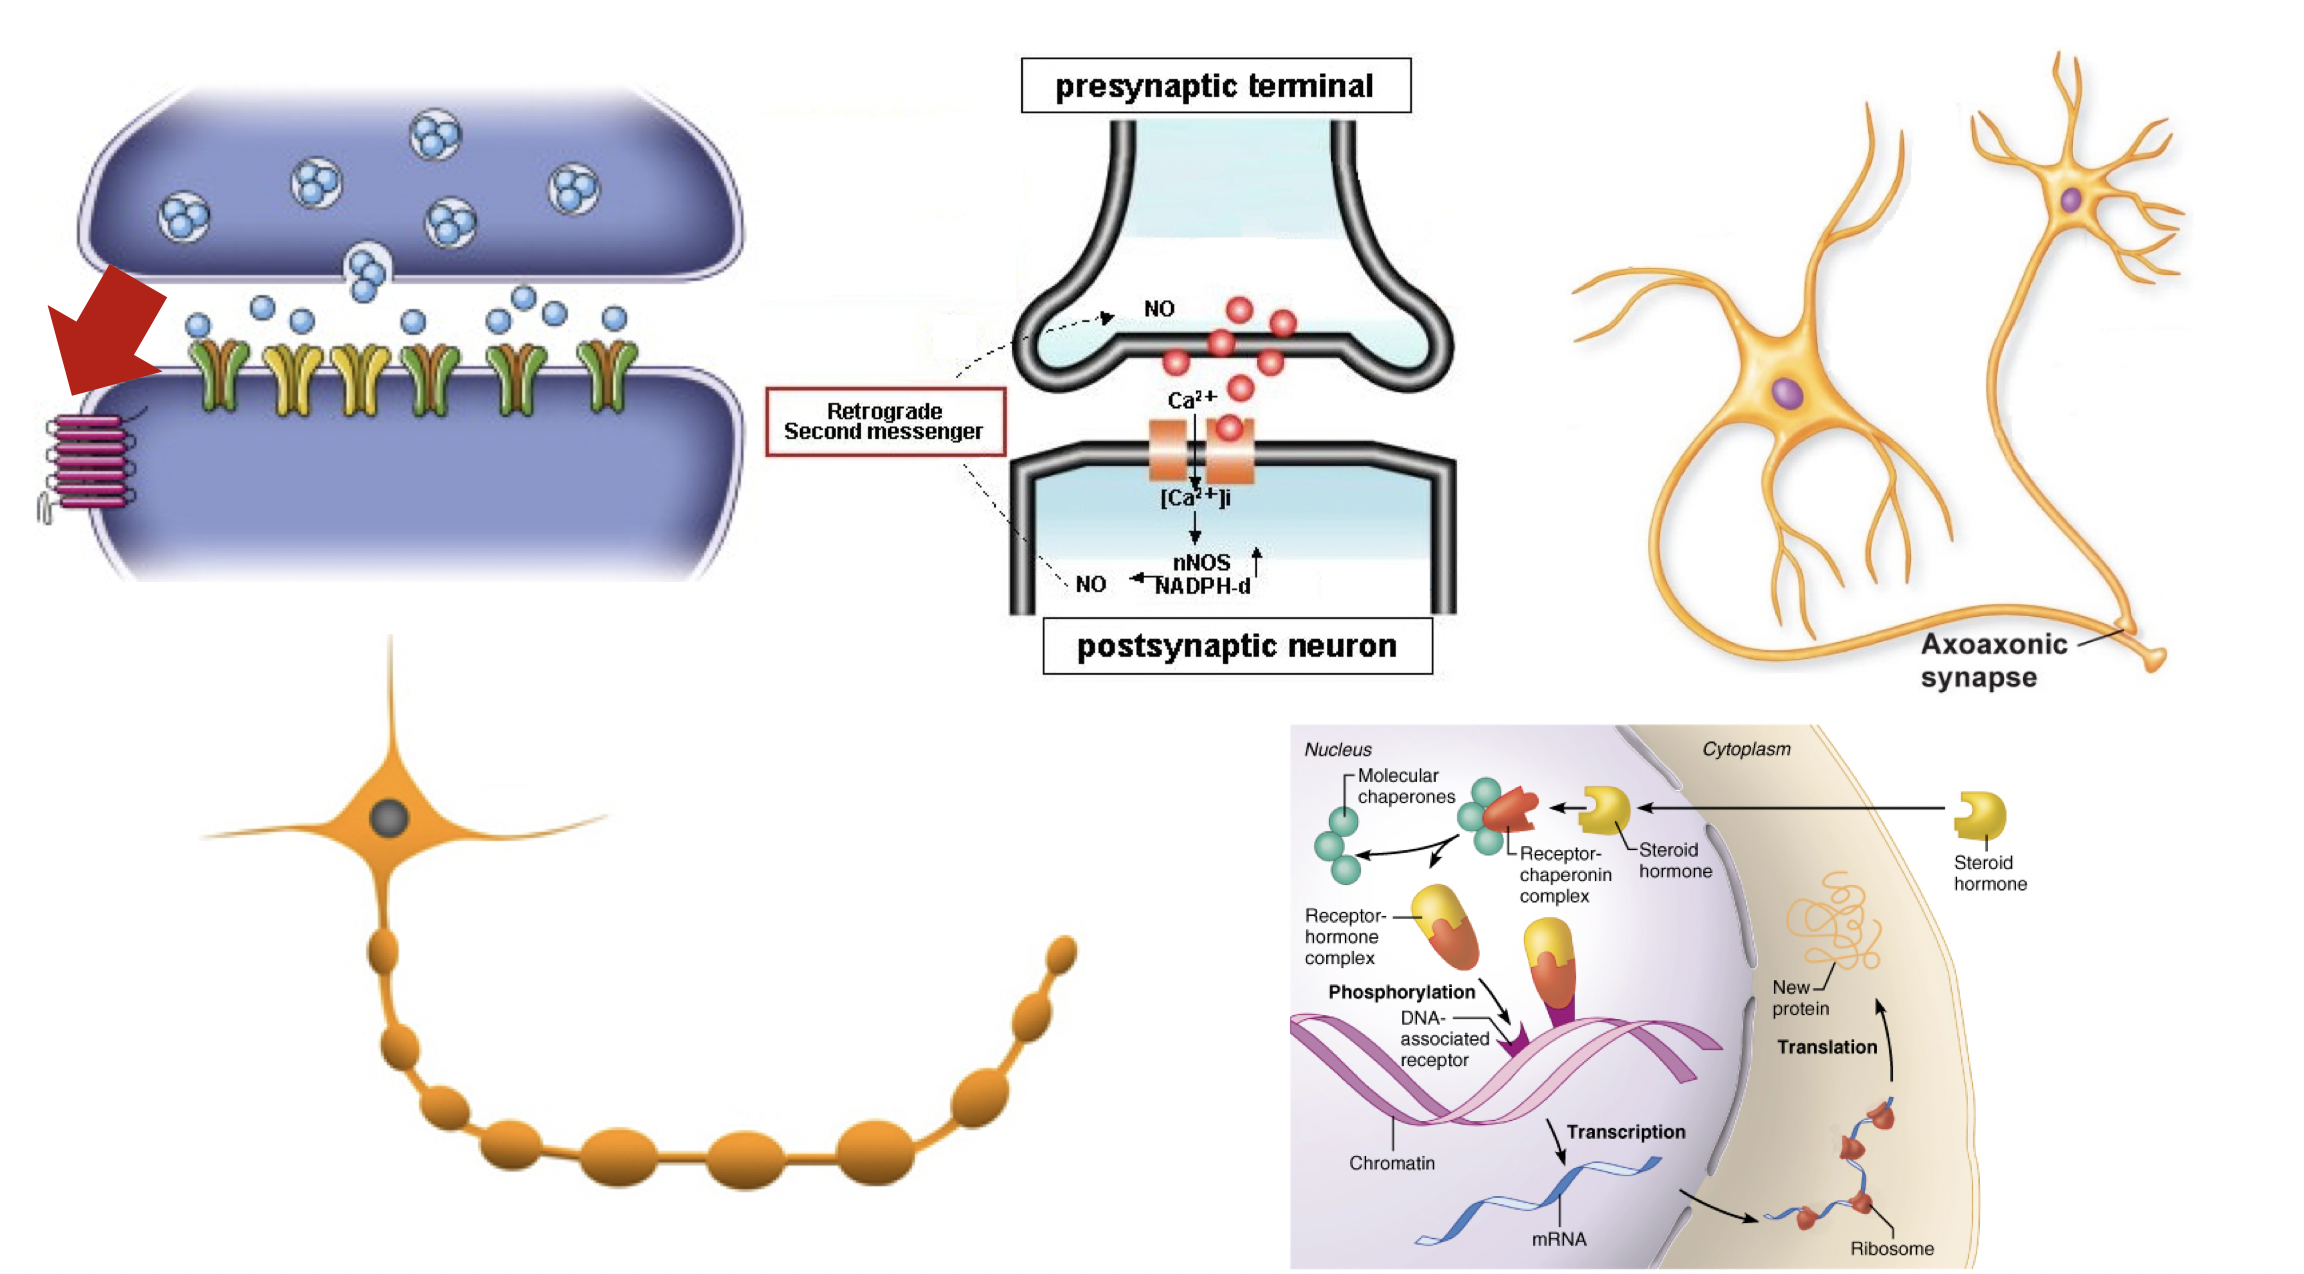 presynaptic terminal
NO
Ca²⁺
Retrograde
Second messenger
[Ca²⁺]i
nNOS
NADPH-d
NO
postsynaptic neuron
Axoaxonic
synapse
Nucleus
Cytoplasm
Molecular
chaperones
Steroid
hormone
Receptor-
chaperonin
complex
Steroid
hormone
Receptor-
hormone
complex
Phosphorylation
DNA-
associated
receptor
New
protein
Translation
Transcription
Chromatin
mRNA
Ribosome